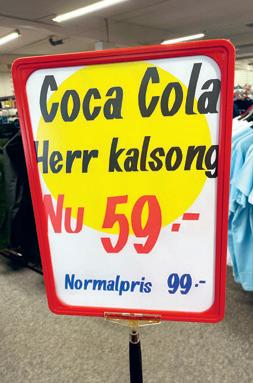 Coca Cola
Herr kalsong
Nu 59:-
Normalpris 99:-